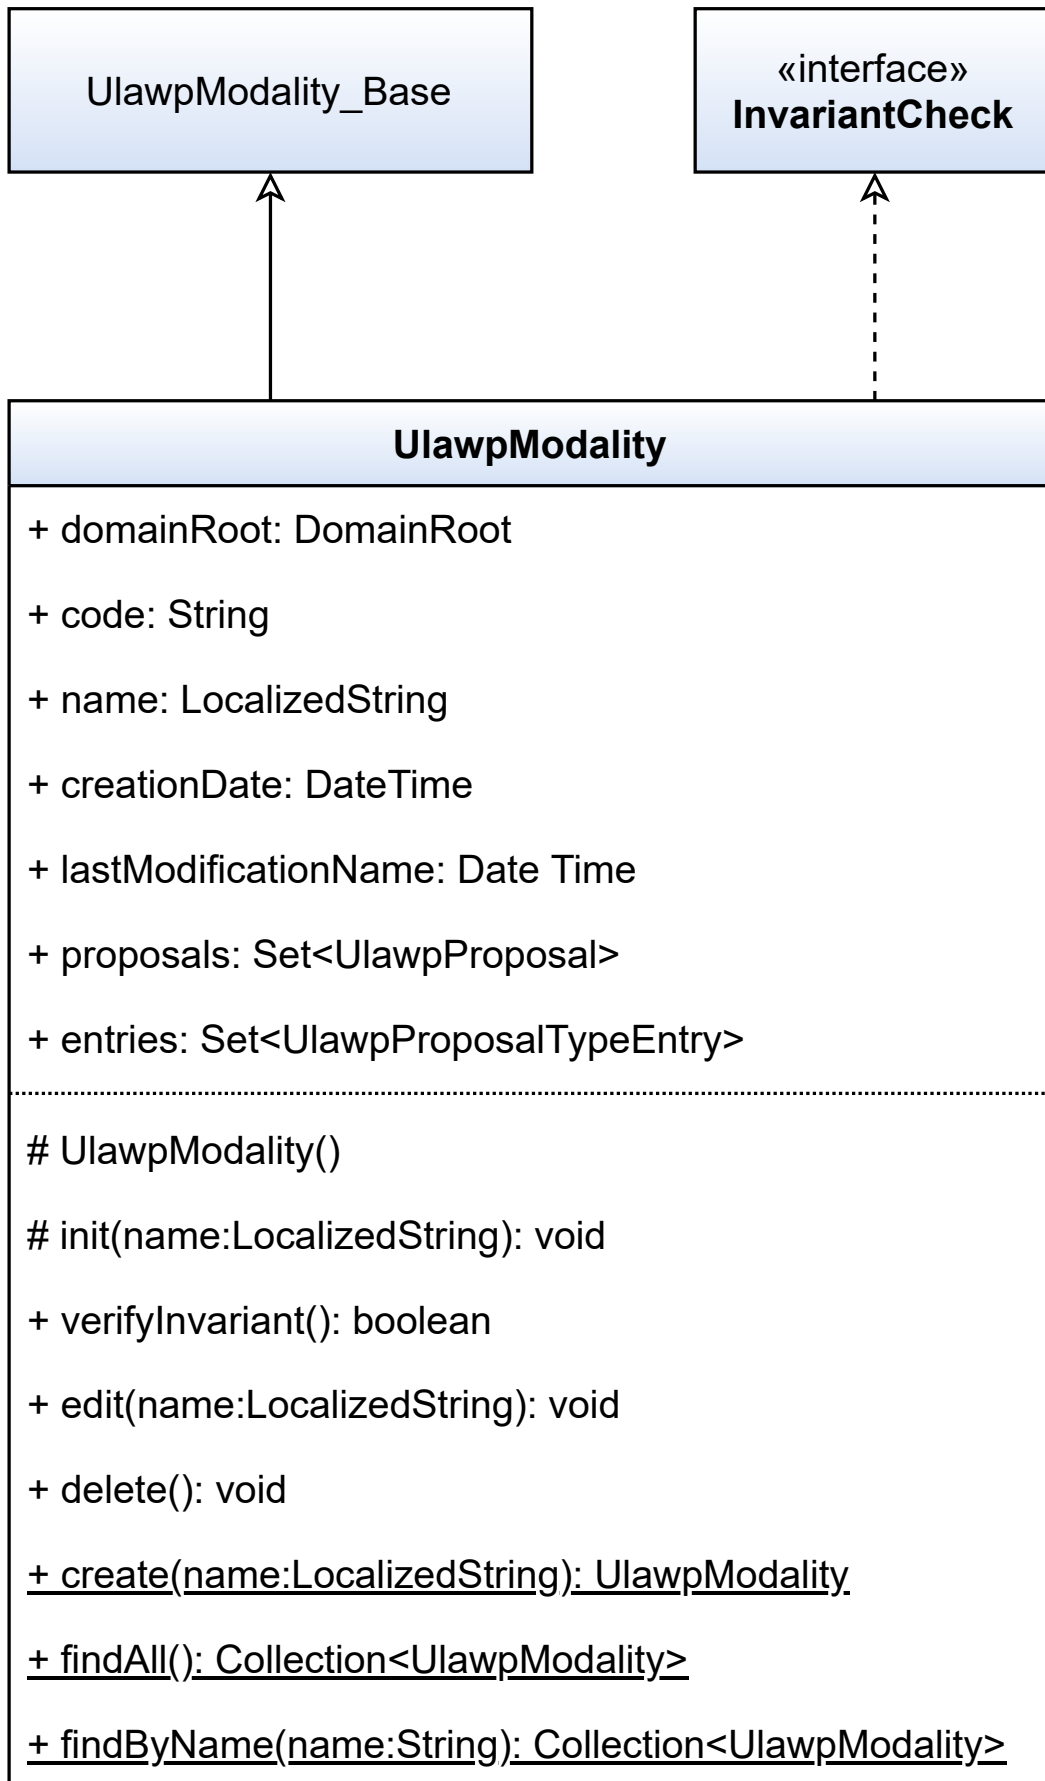 UlawpModality_Base
«interface»
InvariantCheck
UlawpModality
+ domainRoot: DomainRoot
+ code: String
+ name: LocalizedString
+ creationDate: DateTime
+ lastModificationName: Date Time
+ proposals: Set<UlawpProposal>
+ entries: Set<UlawpProposalTypeEntry>
# UlawpModality()
# init(name:LocalizedString): void
+ verifyInvariant(): boolean
+ edit(name:LocalizedString): void
+ delete(): void
+ create(name:LocalizedString): UlawpModality
+ findAll(): Collection<UlawpModality>
+ findByName(name:String): Collection<UlawpModality>